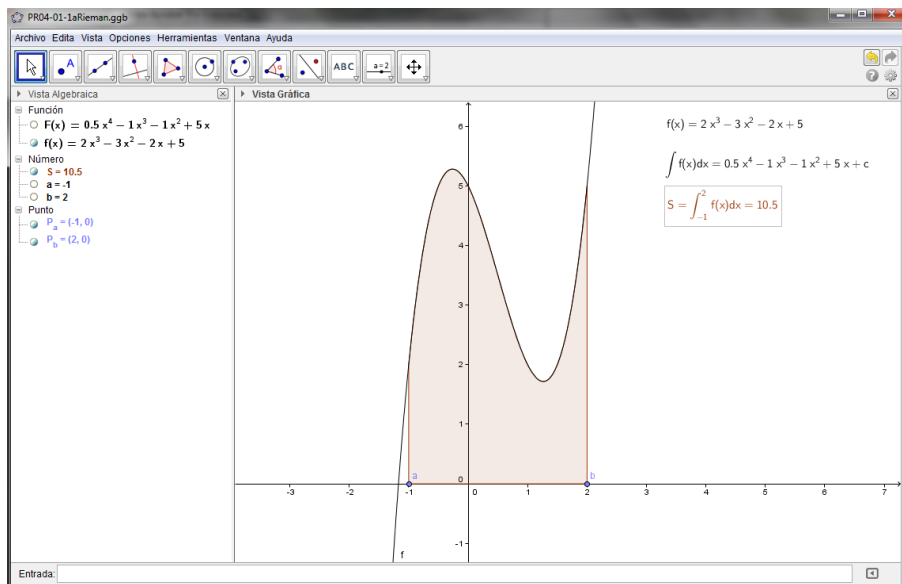 PR04-01-1aRieman.ggb
Archivo Edita Vista Opciones Herramientas Ventana Ayuda
A
α
ABC
a=2
Vista Algebraica
Función
F(x) = 0.5 x⁴ − 1 x³ − 1 x² + 5 x
f(x) = 2 x³ − 3 x² − 2 x + 5
Número
S = 10.5
a = -1
b = 2
Punto
P_a = (-1, 0)
P_b = (2, 0)
Vista Gráfica
f(x) = 2 x³ − 3 x² − 2 x + 5
∫ f(x)dx = 0.5 x⁴ − 1 x³ − 1 x² + 5 x + c
S = ∫₋₁² f(x)dx = 10.5
6
5
4
3
2
1
0
a
b
-3 -2 -1 0 1 2 3 4 5 6 7
-1
f
Entrada: